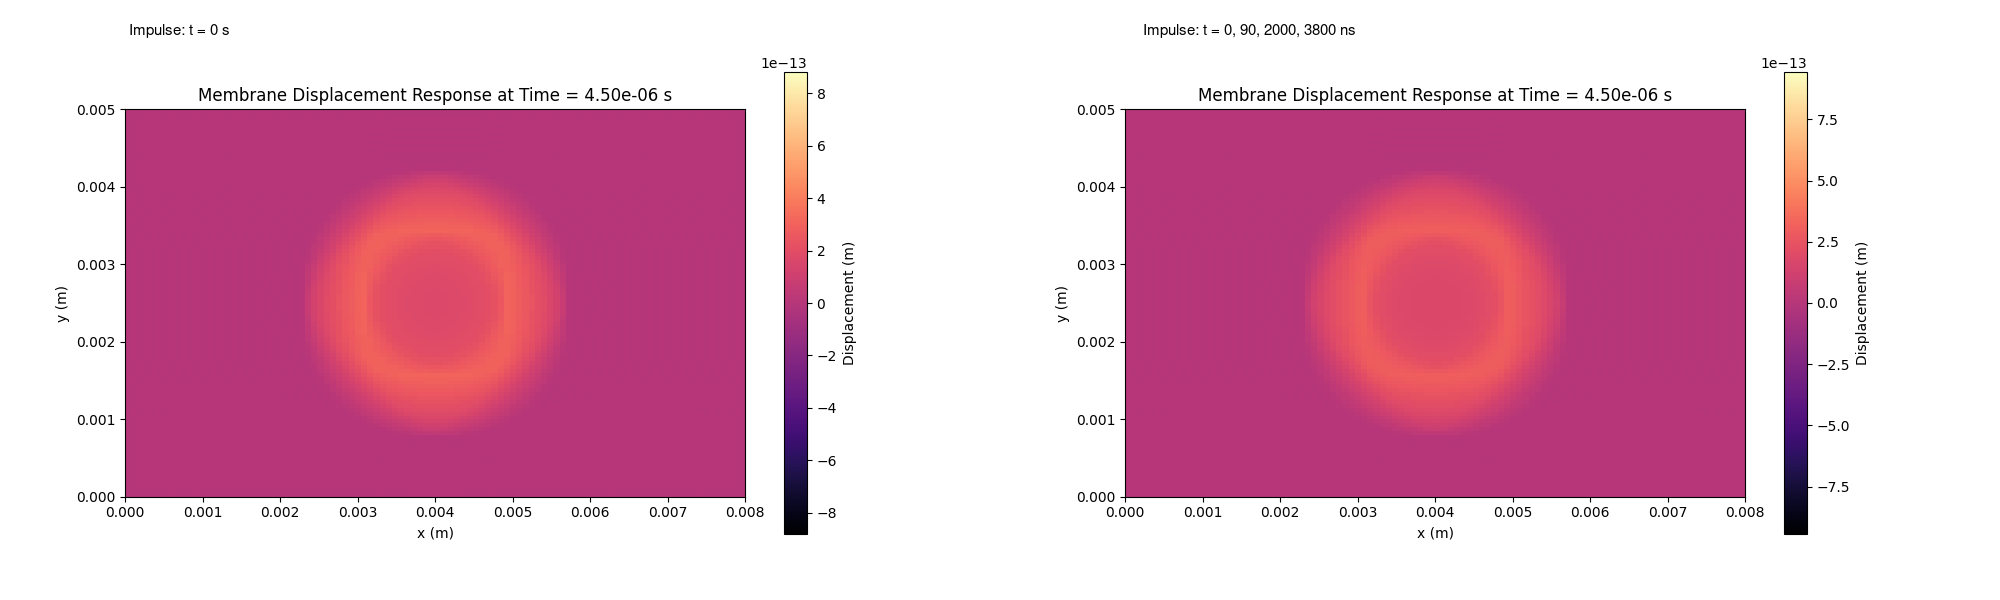 Impulse: t = 0 s
1e−13
Membrane Displacement Response at Time = 4.50e-06 s
0.005
0.004
0.003
0.002
0.001
0.000
y (m)
0.000 0.001 0.002 0.003 0.004 0.005 0.006 0.007 0.008
x (m)
8
6
4
2
0
−2
−4
−6
−8
Displacement (m)
Impulse: t = 0, 90, 2000, 3800 ns
1e−13
Membrane Displacement Response at Time = 4.50e-06 s
0.005
0.004
0.003
0.002
0.001
0.000
y (m)
0.000 0.001 0.002 0.003 0.004 0.005 0.006 0.007 0.008
x (m)
7.5
5.0
2.5
0.0
−2.5
−5.0
−7.5
Displacement (m)